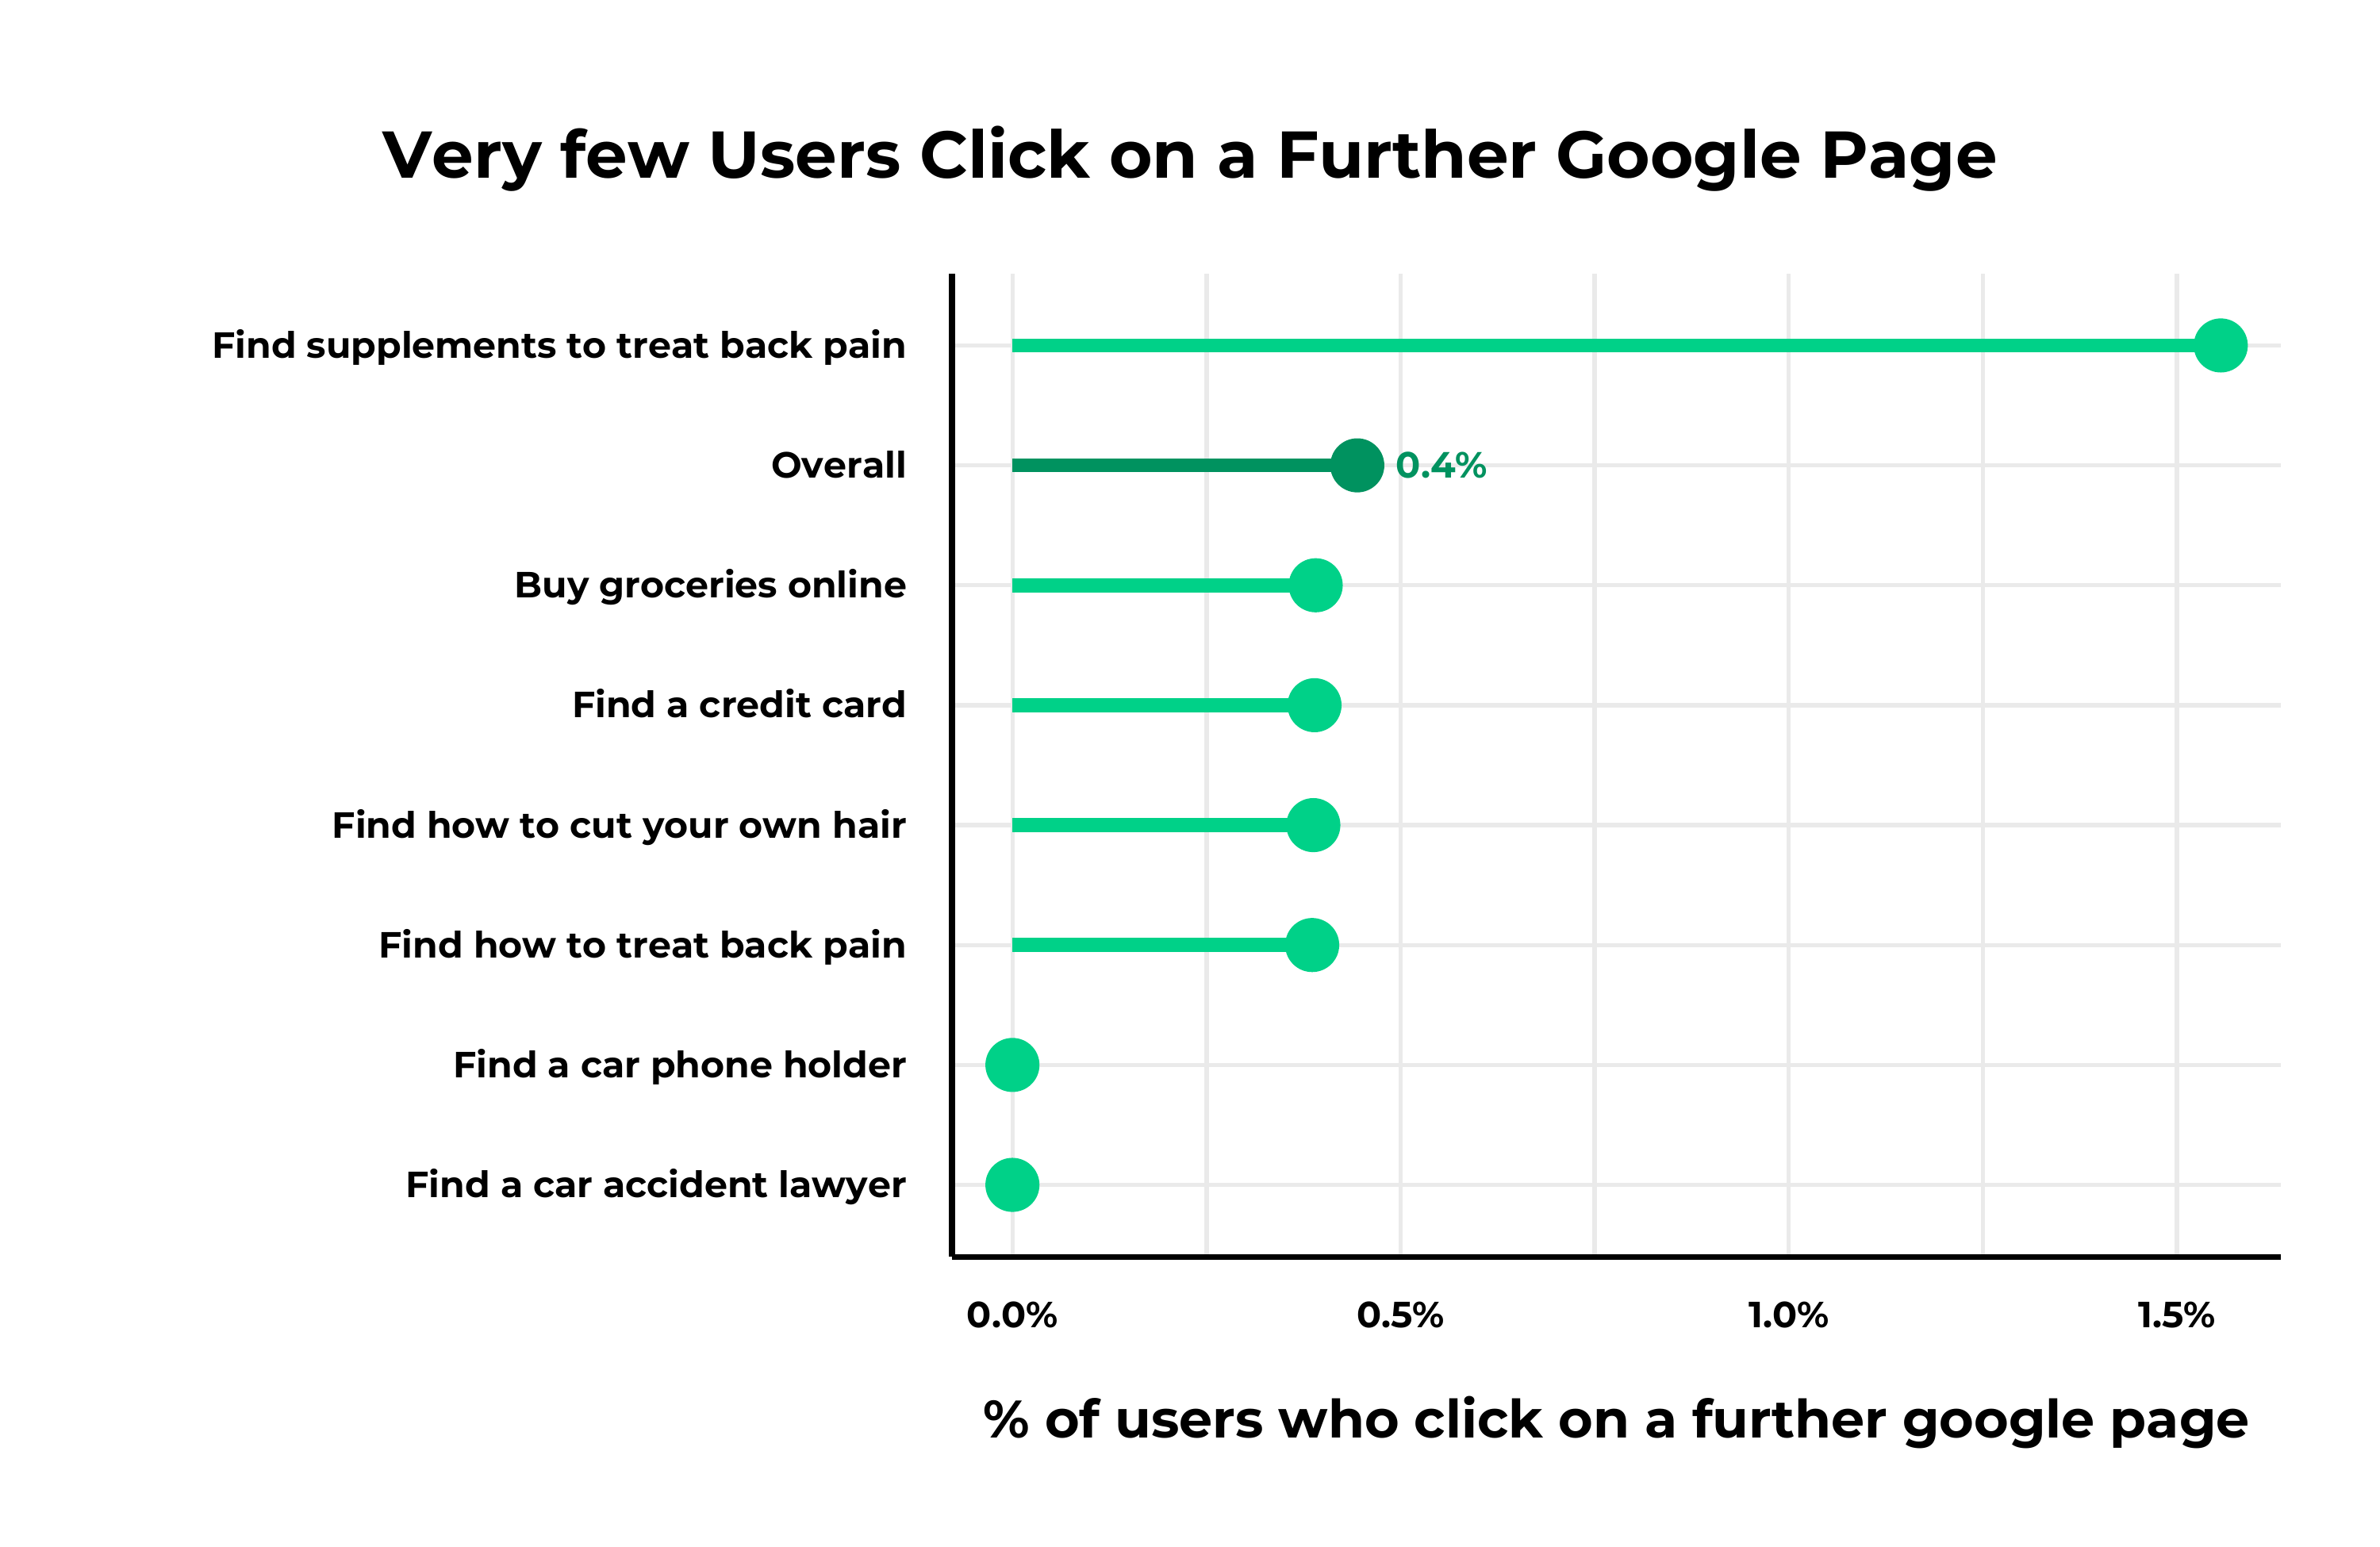 Very few Users Click on a Further Google Page
Find supplements to treat back pain
Overall
0.4%
Buy groceries online
Find a credit card
Find how to cut your own hair
Find how to treat back pain
Find a car phone holder
Find a car accident lawyer
0.0% 0.5% 1.0% 1.5%
% of users who click on a further google page